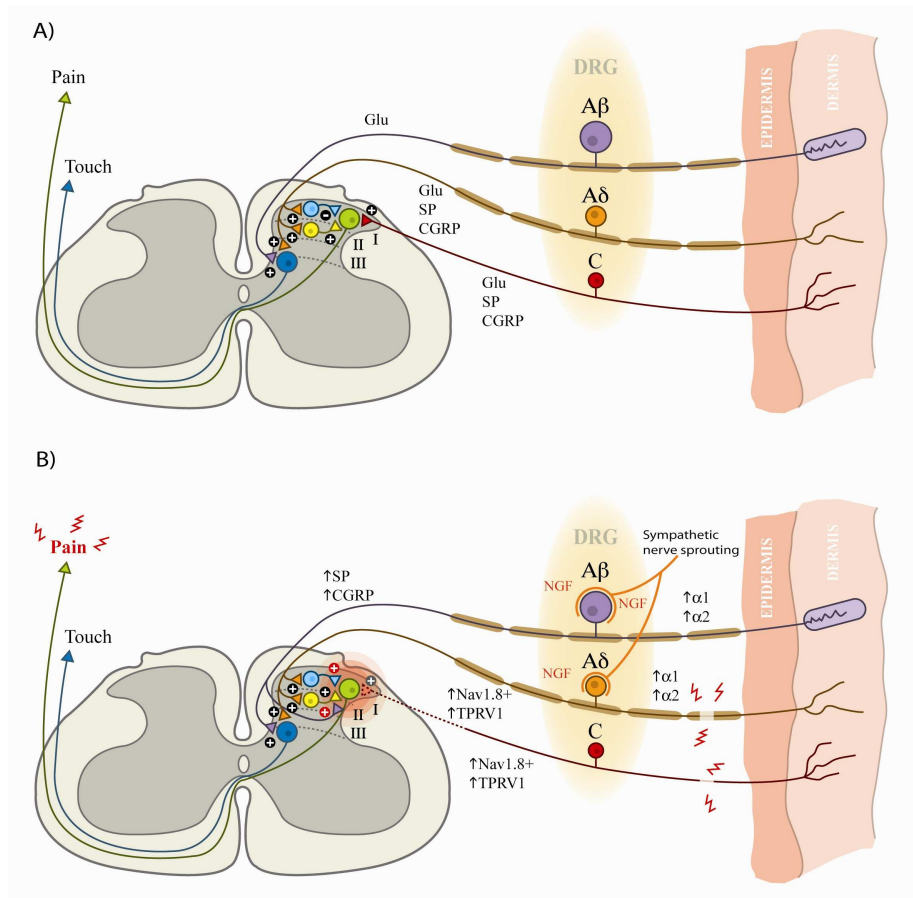 A)
Pain
Touch
Glu
DRG
Aβ
EPIDERMIS
DERMIS
Glu
SP
CGRP
Aδ
I
II
III
C
Glu
SP
CGRP
B)
Pain
Touch
↑SP
↑CGRP
DRG
Sympathetic
nerve sprouting
Aβ
NGF
NGF
↑α1
↑α2
EPIDERMIS
DERMIS
Aδ
NGF
↑α1
↑α2
↑Nav1.8+
↑TPRV1
I
II
III
C
↑Nav1.8+
↑TPRV1